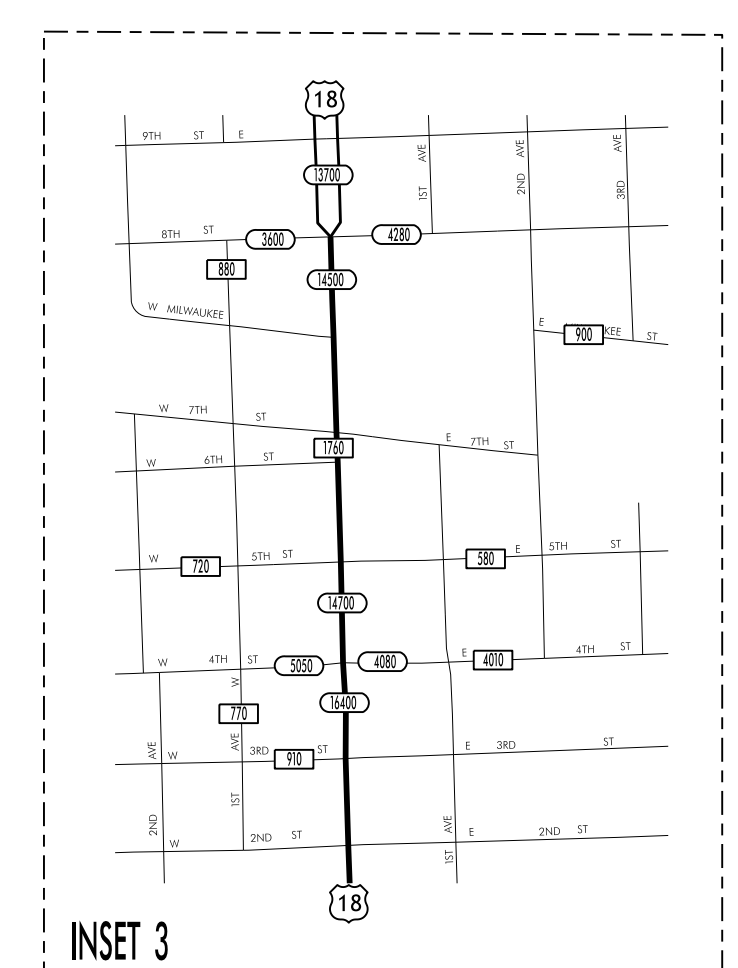 18
9TH ST E
AVE
AVE
AVE
13700
1ST
2ND
3RD
8TH ST
3600
4280
880
14500
W MILWAUKEE
E
900
KEE ST
W 7TH ST
E 7TH ST
1760
W 6TH ST
W 5TH ST
720
580
E 5TH ST
14700
W 4TH ST
5050
4080
E 4010
4TH ST
W
770
16400
AVE
AVE
W 3RD ST
910
E 3RD ST
2ND
1ST
AVE
W 2ND ST
E 2ND ST
1ST
18
INSET 3